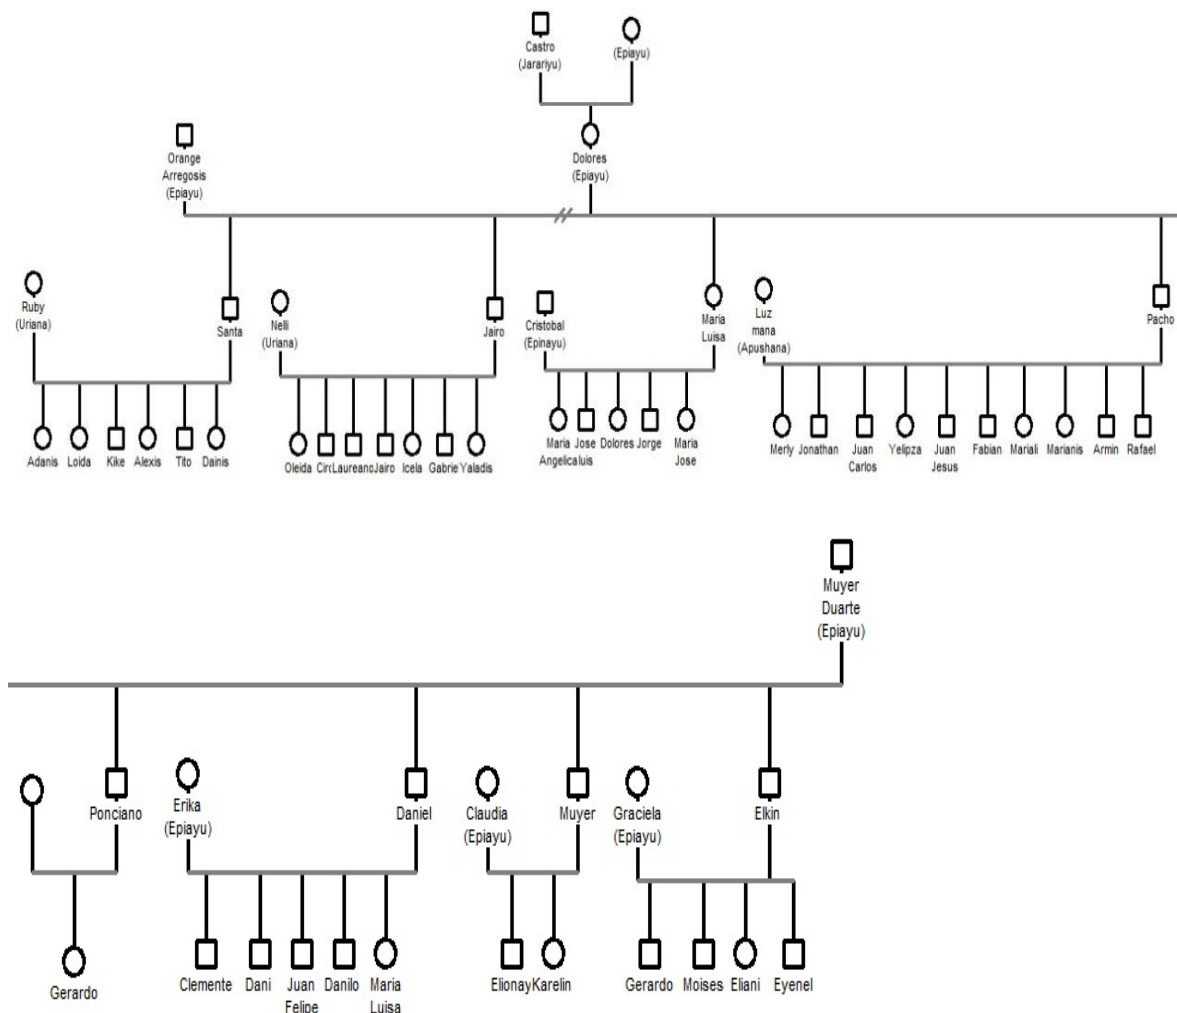 Castro
(Jarariyu)
(Epiayu)
Orange
Arregosis
(Epiayu)
Dolores
(Epiayu)
Ruby
(Uriana)
Santa
Nelli
(Uriana)
Jairo
Cristobal
(Epinayu)
Maria
Luisa
Luz
mana
(Apushana)
Pacho
Adanis
Loida
Kike
Alexis
Tito
Dainis
Oleida
Circ
Laureano
Jairo
Icela
Gabrie
Yaladis
Maria
Angelica
Jose
luis
Dolores
Jorge
Maria
Jose
Merly
Jonathan
Juan
Carlos
Yelipza
Juan
Jesus
Fabian
Mariali
Marianis
Armin
Rafael
Muyer
Duarte
(Epiayu)
Ponciano
Erika
(Epiayu)
Daniel
Claudia
(Epiayu)
Muyer
Graciela
(Epiayu)
Elkin
Gerardo
Clemente
Dani
Juan
Felipe
Danilo
Maria
Luisa
Elionay
Karelin
Gerardo
Moises
Eliani
Eyenel